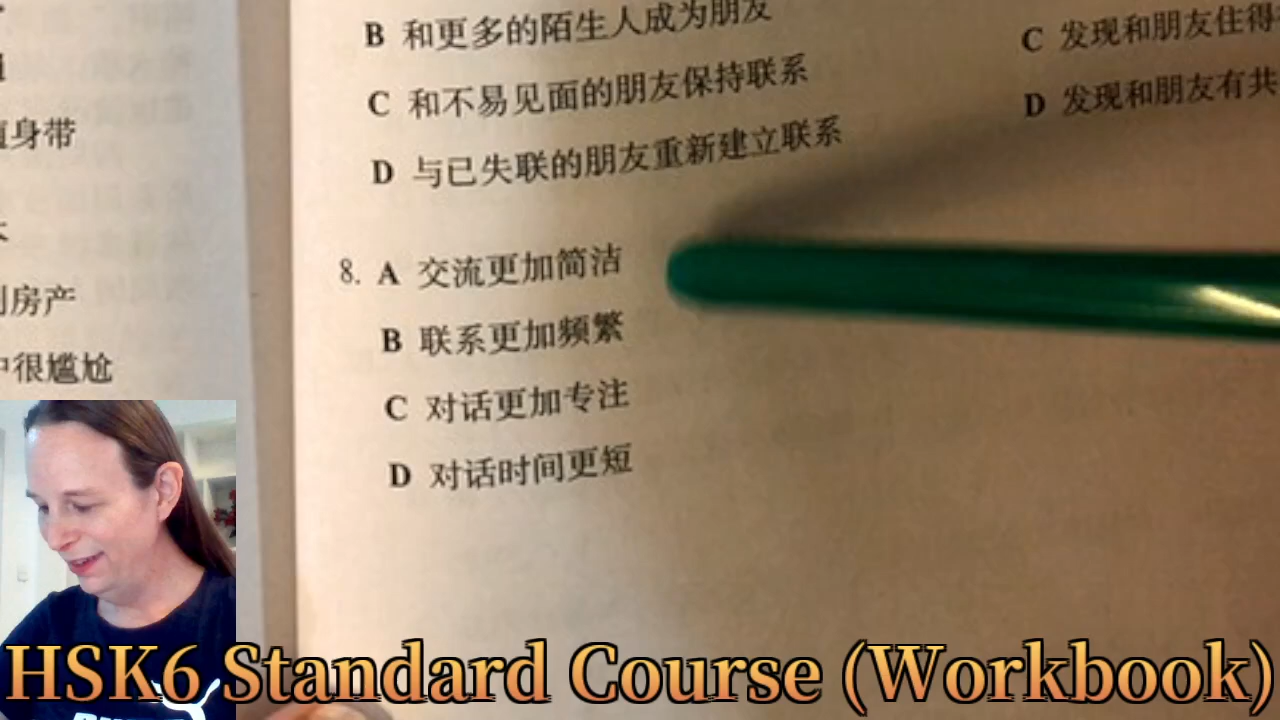 随身带
房产
中很尴尬
B 和更多的陌生人成为朋友
C 和不易见面的朋友保持联系
D 与已失联的朋友重新建立联系
8. A 交流更加简洁
B 联系更加频繁
C 对话更加专注
D 对话时间更短
C 发现和朋友住得
D 发现和朋友有共
HSK6 Standard Course (Workbook)